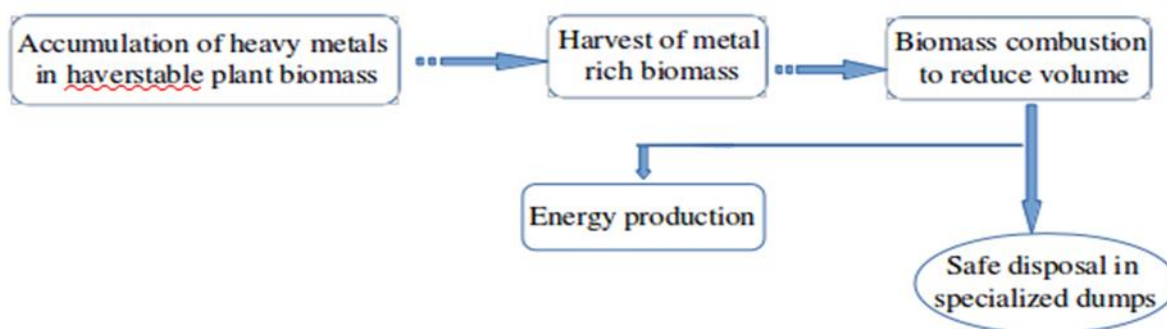 Accumulation of heavy metals
in haverstable plant biomass
Harvest of metal
rich biomass
Biomass combustion
to reduce volume
Energy production
Safe disposal in
specialized dumps